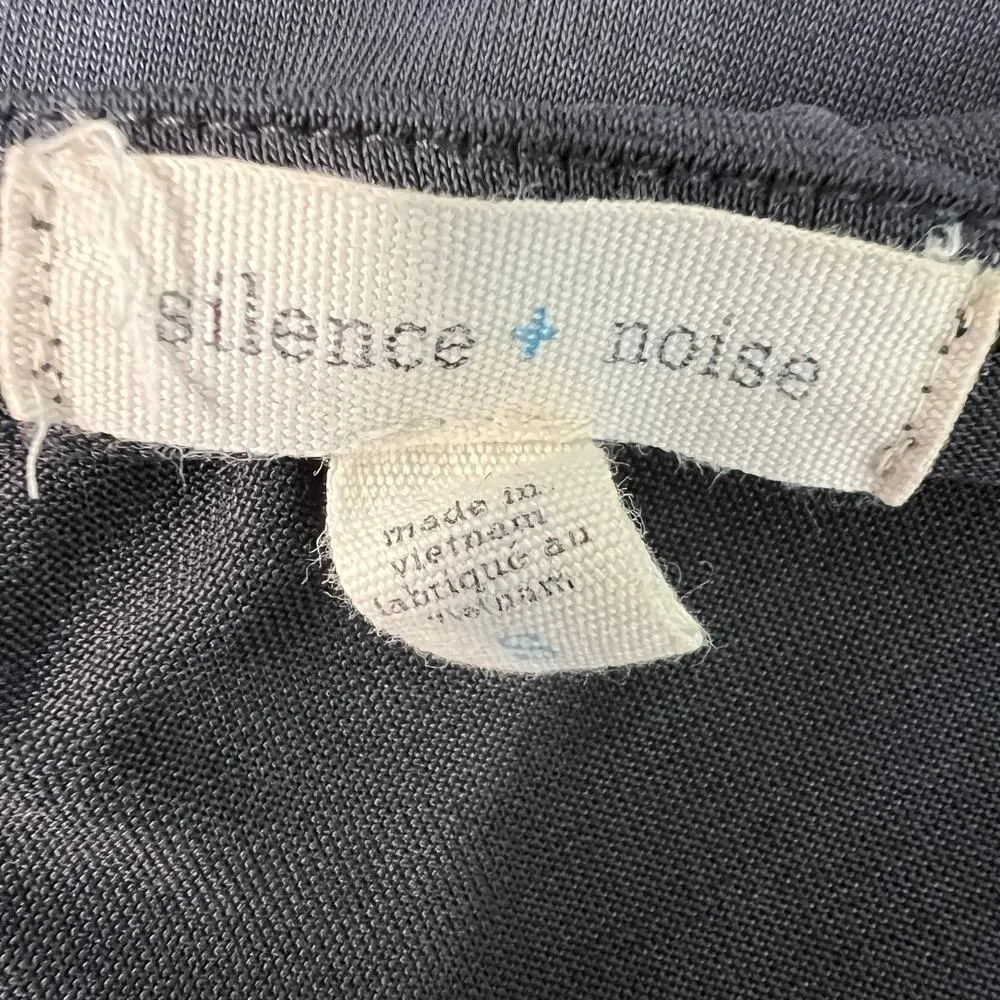 silence + noise
made in
vietnam
fabriqué au
vietnam
S